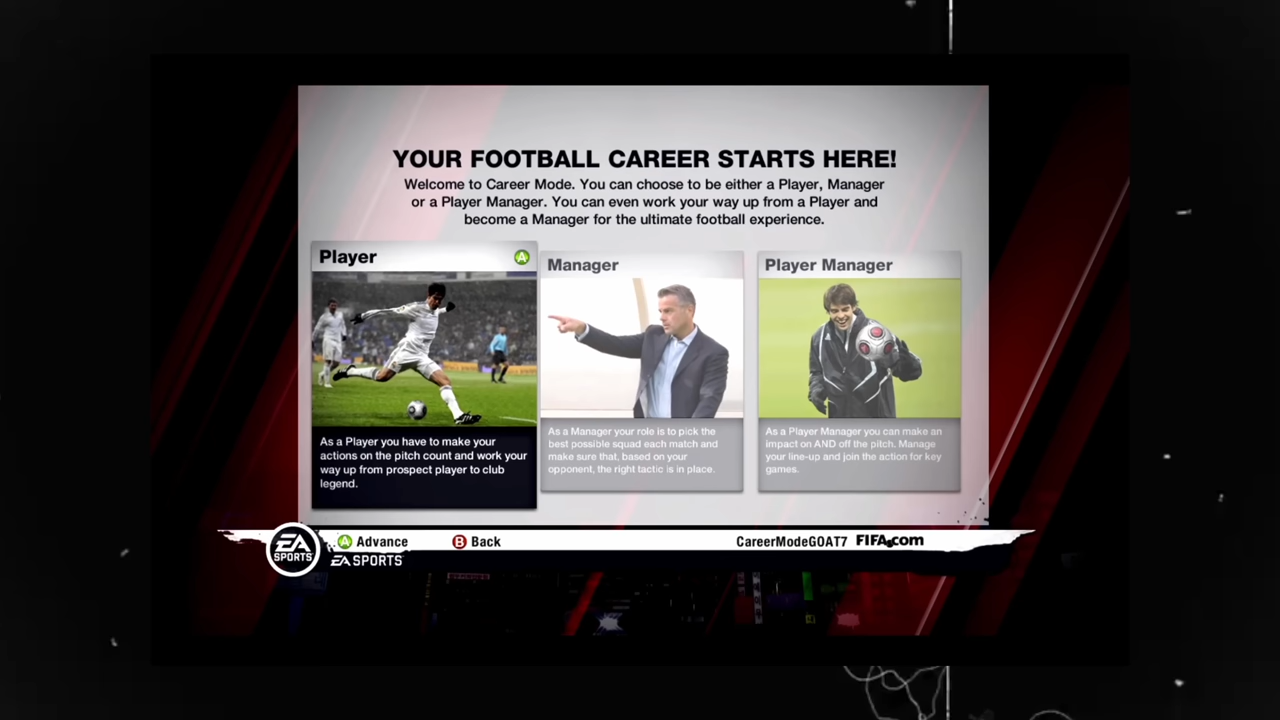 YOUR FOOTBALL CAREER STARTS HERE!
Welcome to Career Mode. You can choose to be either a Player, Manager
or a Player Manager. You can even work your way up from a Player and
become a Manager for the ultimate football experience.
Player
A
As a Player you have to make your
actions on the pitch count and work your
way up from prospect player to club
legend.
Manager
As a Manager your role is to pick the
best possible squad each match and
make sure that, based on your
opponent, the right tactic is in place.
Player Manager
As a Player Manager you can make an
impact on AND off the pitch. Manage
your line-up and join the action for key
games.
EA
SPORTS
A Advance
B Back
CareerModeGOAT7
FIFA.com
EA SPORTS